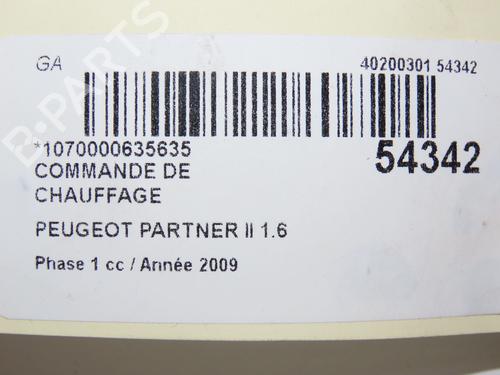 GA
40200301 54342
*1070000635635
54342
COMMANDE DE
CHAUFFAGE
PEUGEOT PARTNER II 1.6
Phase 1 cc / Année 2009
B-PARTS